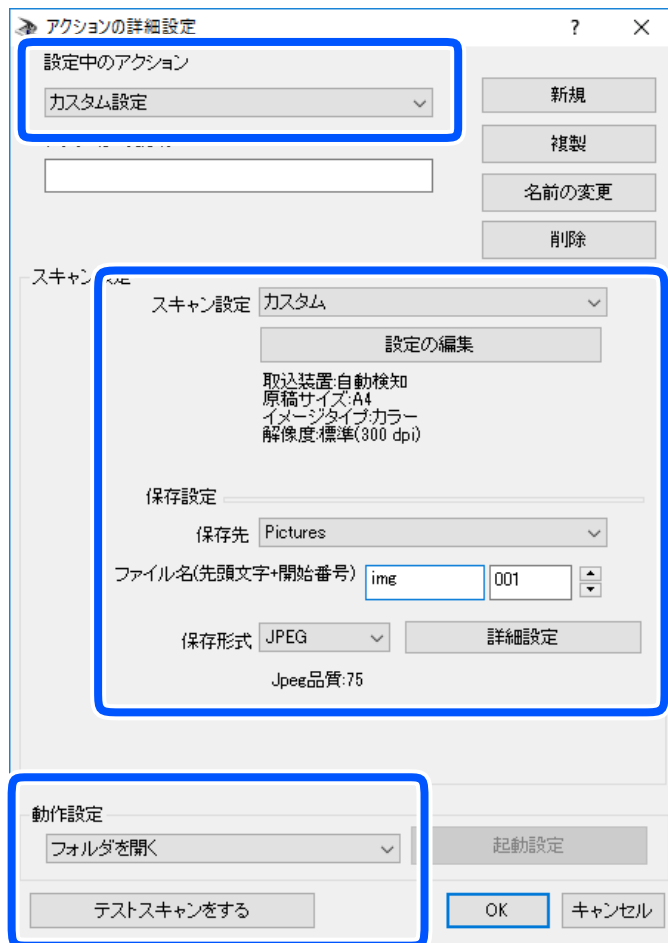 アクションの詳細設定
設定中のアクション
カスタム設定
新規
複製
名前の変更
削除
スキャン
スキャン設定 カスタム
設定の編集
取込装置:自動検知
原稿サイズ:A4
イメージタイプ:カラー
解像度:標準(300 dpi)
保存設定
保存先 Pictures
ファイル名(先頭文字+開始番号) img 001
保存形式 JPEG 詳細設定
Jpeg品質:75
動作設定
フォルダを開く 起動設定
テストスキャンをする OK キャンセル